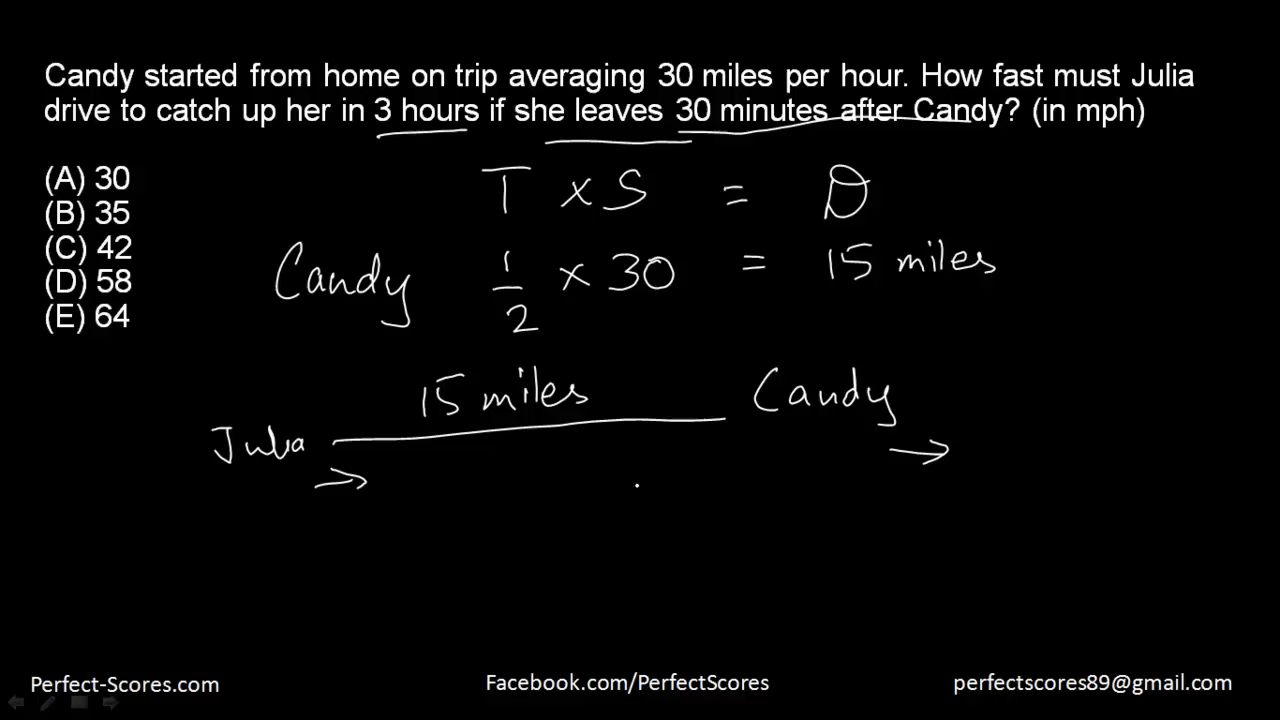 Candy started from home on trip averaging 30 miles per hour. How fast must Julia
drive to catch up her in 3 hours if she leaves 30 minutes after Candy? (in mph)
(A) 30
(B) 35
(C) 42
(D) 58
(E) 64
T × S = D
Candy 1/2 × 30 = 15 miles
15 miles Candy
Julia
Perfect-Scores.com Facebook.com/PerfectScores perfectscores89@gmail.com